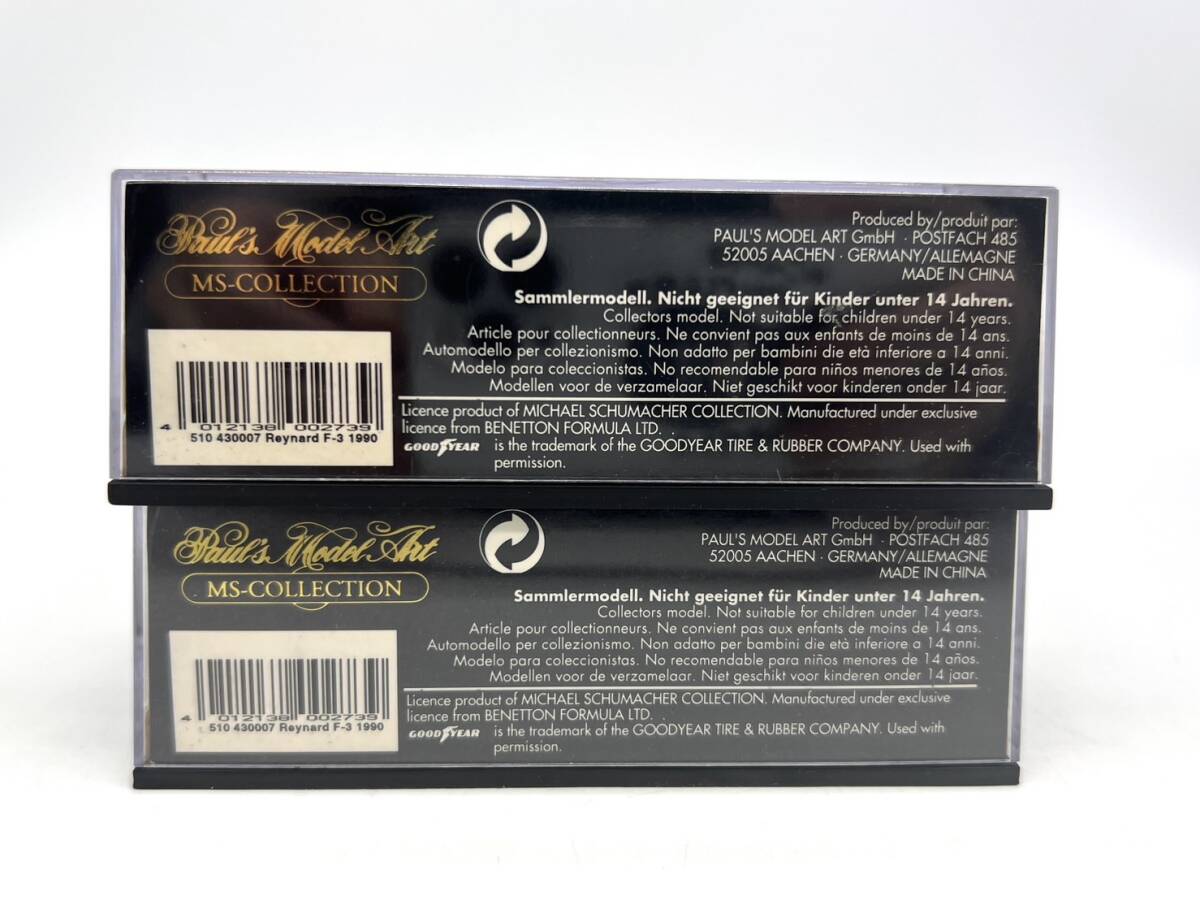 Paul's Model Art
MS-COLLECTION
Produced by/produit par:
PAUL'S MODEL ART GmbH · POSTFACH 485
52005 AACHEN · GERMANY/ALLEMAGNE
MADE IN CHINA
Sammlermodell. Nicht geeignet für Kinder unter 14 Jahren.
Collectors model. Not suitable for children under 14 years.
Article pour collectionneurs. Ne convient pas aux enfants de moins de 14 ans.
Automodello per collezionismo. Non adatto per bambini die età inferiore a 14 anni.
Modelo para coleccionistas. No recomendable para niños menores de 14 años.
Modellen voor de verzamelaar. Niet geschikt voor kinderen onder 14 jaar.
4 012138 002739
510 430007 Reynard F-3 1990
Licence product of MICHAEL SCHUMACHER COLLECTION. Manufactured under exclusive
licence from BENETTON FORMULA LTD.
GOODYEAR is the trademark of the GOODYEAR TIRE & RUBBER COMPANY. Used with
permission.
Paul's Model Art
MS-COLLECTION
Produced by/produit par:
PAUL'S MODEL ART GmbH · POSTFACH 485
52005 AACHEN · GERMANY/ALLEMAGNE
MADE IN CHINA
Sammlermodell. Nicht geeignet für Kinder unter 14 Jahren.
Collectors model. Not suitable for children under 14 years.
Article pour collectionneurs. Ne convient pas aux enfants de moins de 14 ans.
Automodello per collezionismo. Non adatto per bambini die età inferiore a 14 anni.
Modelo para coleccionistas. No recomendable para niños menores de 14 años.
Modellen voor de verzamelaar. Niet geschikt voor kinderen onder 14 jaar.
4 012138 002739
510 430007 Reynard F-3 1990
Licence product of MICHAEL SCHUMACHER COLLECTION. Manufactured under exclusive
licence from BENETTON FORMULA LTD.
GOODYEAR is the trademark of the GOODYEAR TIRE & RUBBER COMPANY. Used with
permission.